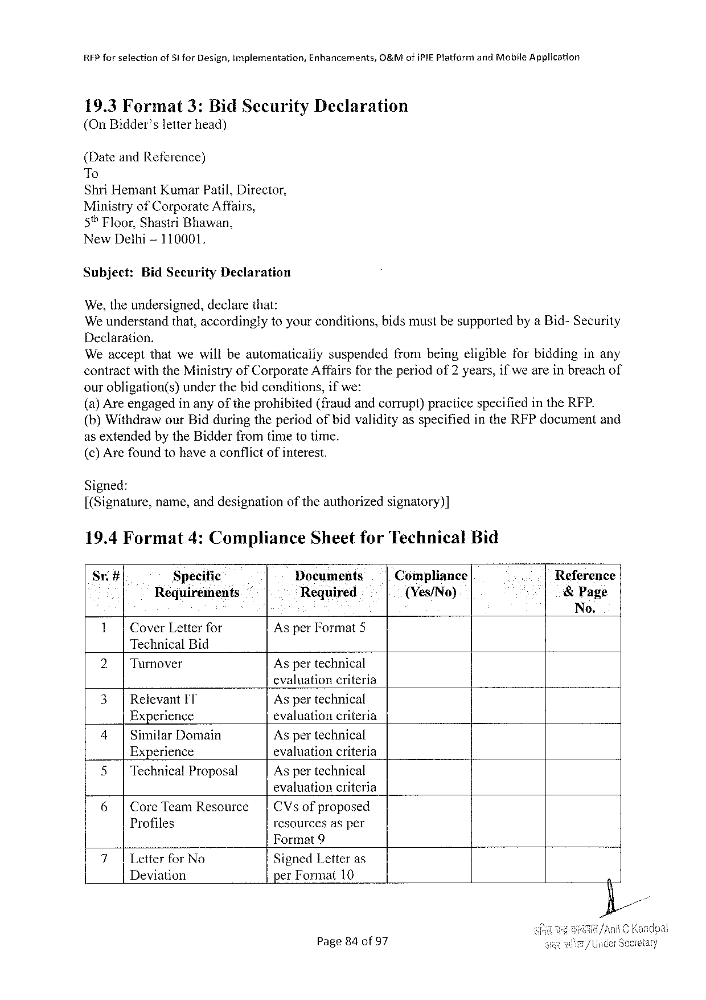 RFP for selection of SI for Design, Implementation, Enhancements, O&M of iPIE Platform and Mobile Application
19.3 Format 3: Bid Security Declaration
(On Bidder's letter head)
(Date and Reference)
To
Shri Hemant Kumar Patil, Director,
Ministry of Corporate Affairs,
5th Floor, Shastri Bhawan,
New Delhi – 110001.
Subject: Bid Security Declaration
We, the undersigned, declare that:
We understand that, accordingly to your conditions, bids must be supported by a Bid- Security
Declaration.
We accept that we will be automatically suspended from being eligible for bidding in any
contract with the Ministry of Corporate Affairs for the period of 2 years, if we are in breach of
our obligation(s) under the bid conditions, if we:
(a) Are engaged in any of the prohibited (fraud and corrupt) practice specified in the RFP.
(b) Withdraw our Bid during the period of bid validity as specified in the RFP document and
as extended by the Bidder from time to time.
(c) Are found to have a conflict of interest.
Signed:
[(Signature, name, and designation of the authorized signatory)]
19.4 Format 4: Compliance Sheet for Technical Bid
Sr. # Specific Documents Compliance Reference
Requirements Required (Yes/No) & Page
No.
1 Cover Letter for As per Format 5
Technical Bid
2 Turnover As per technical
evaluation criteria
3 Relevant IT As per technical
Experience evaluation criteria
4 Similar Domain As per technical
Experience evaluation criteria
5 Technical Proposal As per technical
evaluation criteria
6 Core Team Resource CVs of proposed
Profiles resources as per
Format 9
7 Letter for No Signed Letter as
Deviation per Format 10
अनिल चन्द्र काण्डपाल/Anil C Kandpal
अवर सचिव/Under Secretary
Page 84 of 97